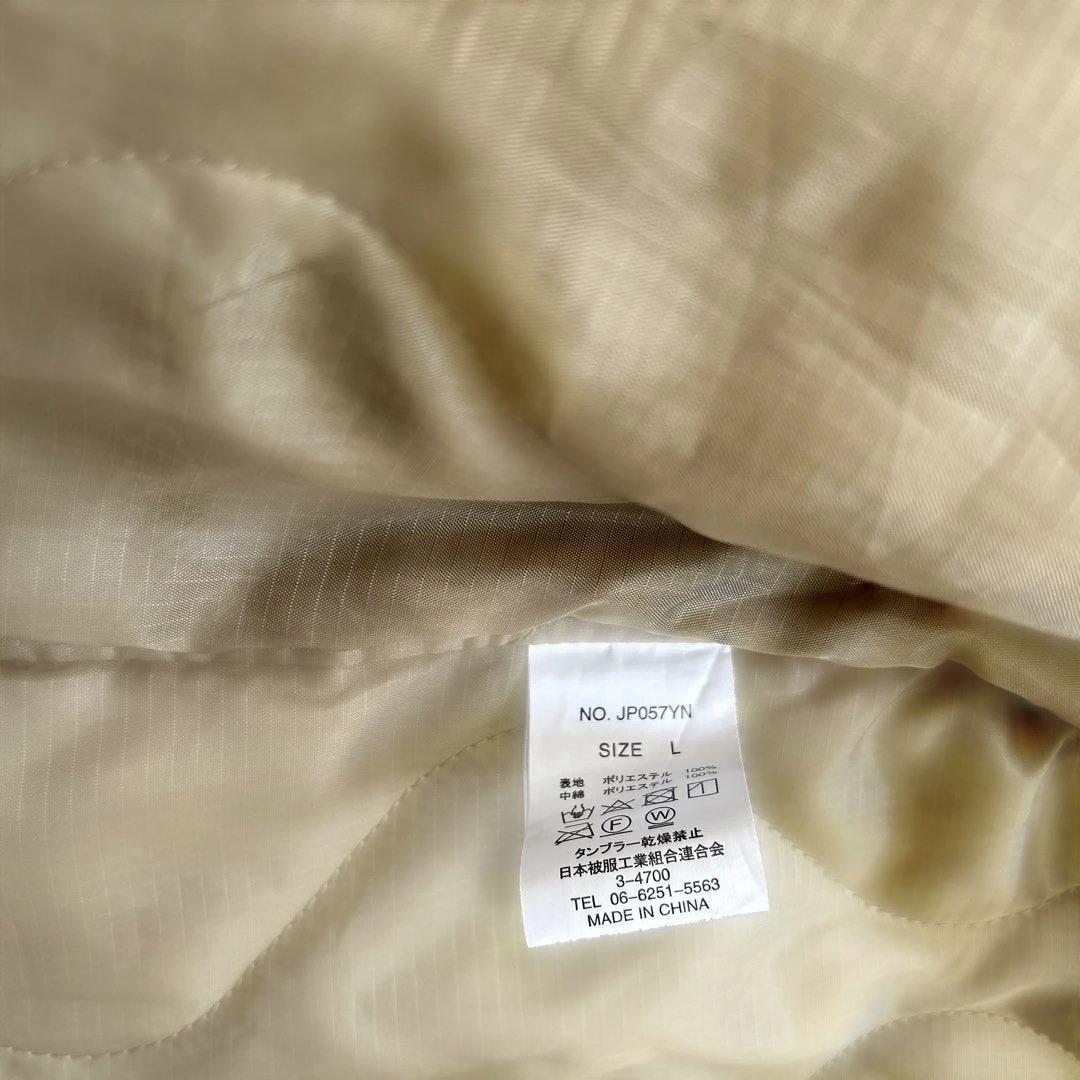 NO. JP057YN
SIZE L
表地 ポリエステル 100%
中綿 ポリエステル 100%
F W
タンブラー乾燥禁止
日本被服工業組合連合会
3-4700
TEL 06-6251-5563
MADE IN CHINA